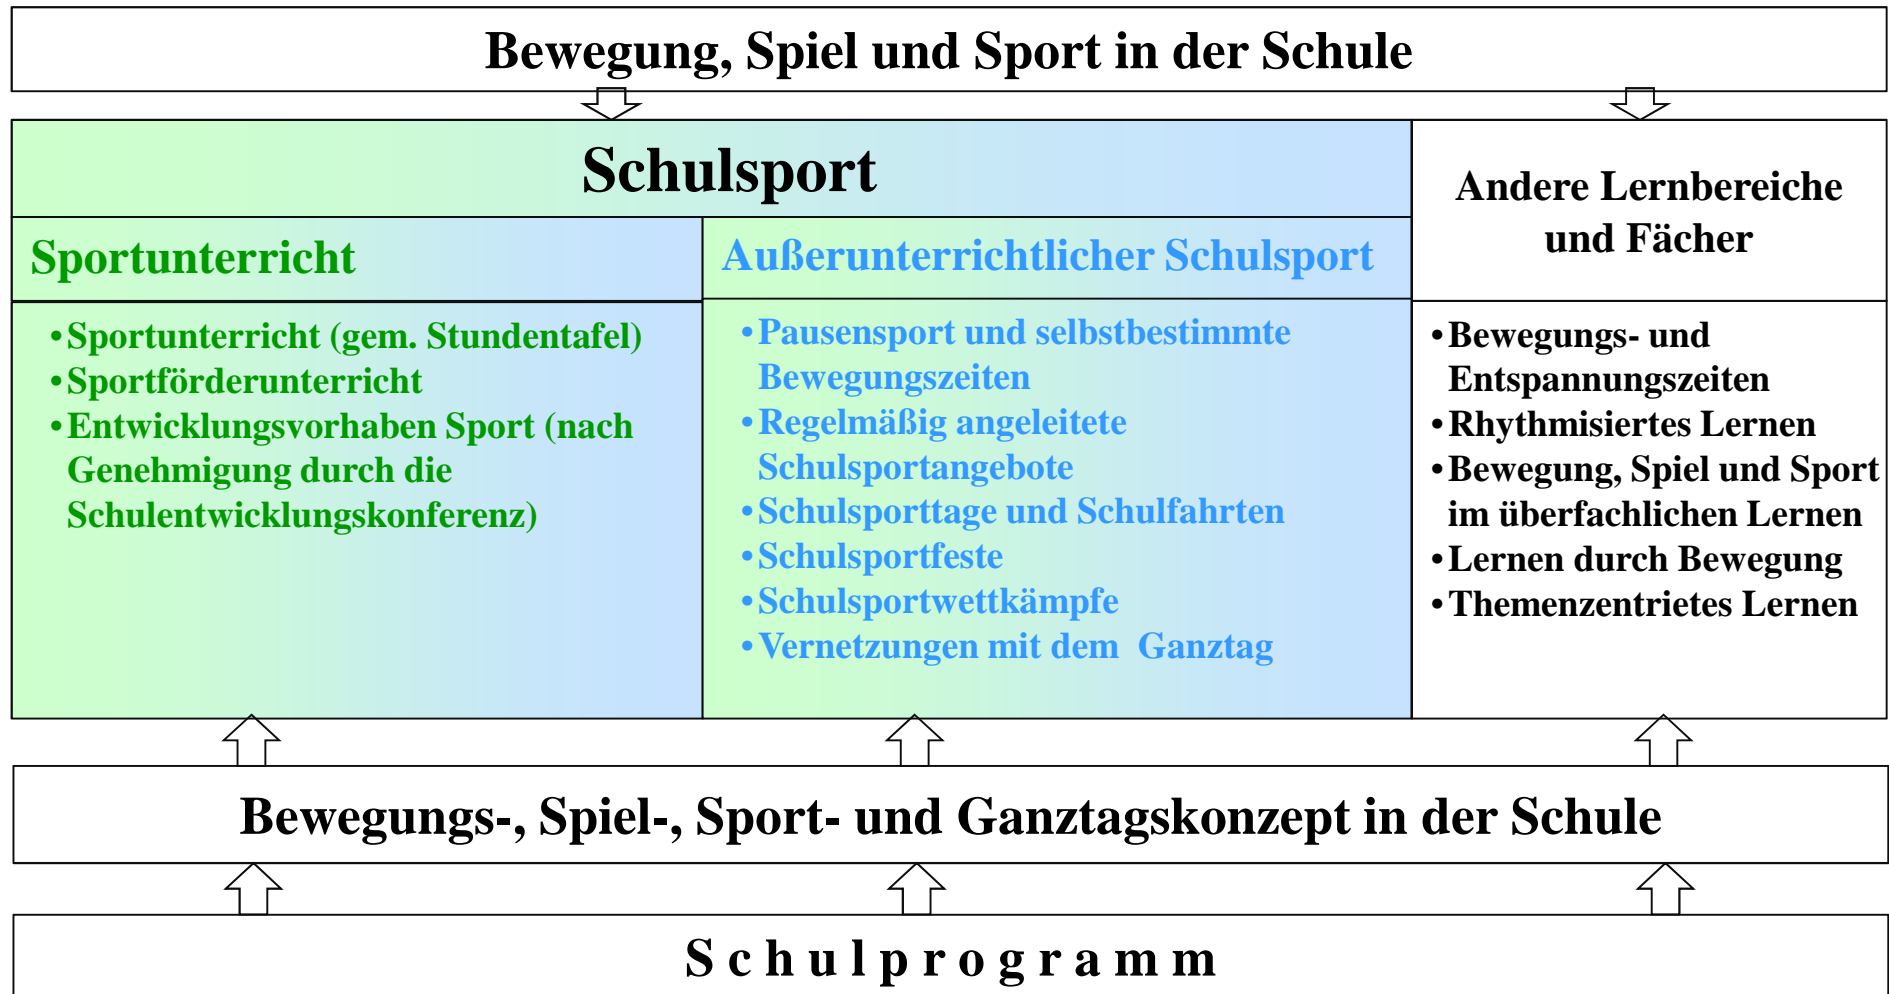 Bewegung, Spiel und Sport in der Schule
Schulsport
Sportunterricht
•Sportunterricht (gem. Stundentafel)
•Sportförderunterricht
•Entwicklungsvorhaben Sport (nach
Genehmigung durch die
Schulentwicklungskonferenz)
Außerunterrichtlicher Schulsport
•Pausensport und selbstbestimmte
Bewegungszeiten
•Regelmäßig angeleitete
Schulsportangebote
•Schulsporttage und Schulfahrten
•Schulsportfeste
•Schulsportwettkämpfe
•Vernetzungen mit dem Ganztag
Andere Lernbereiche
und Fächer
•Bewegungs- und
Entspannungszeiten
•Rhythmisiertes Lernen
•Bewegung, Spiel und Sport
im überfachlichen Lernen
•Lernen durch Bewegung
•Themenzentrietes Lernen
Bewegungs-, Spiel-, Sport- und Ganztagskonzept in der Schule
S c h u l p r o g r a m m